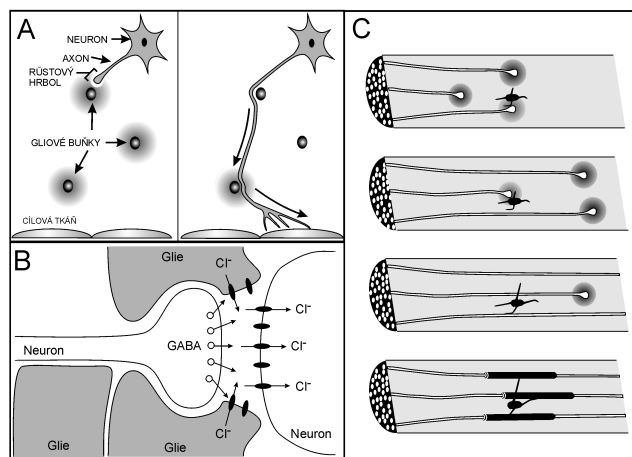 A
NEURON
AXON
RŮSTOVÝ
HRBOL
GLIOVÉ BUŇKY
CÍLOVÁ TKÁŇ
B
Glie
Cl⁻
Cl⁻
GABA
Cl⁻
Neuron
Cl⁻
Glie
Glie
Cl⁻
Neuron
C